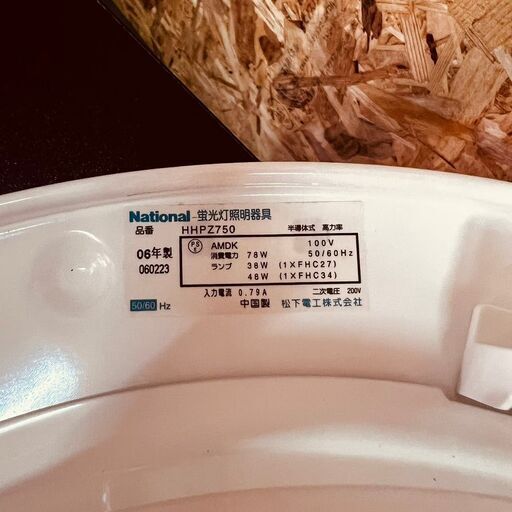 National 蛍光灯照明器具
品番 HHPZ750 半導体式 高力率
06年製 PSE AMDK 100V
060223 消費電力 78W 50/60Hz
ランプ 38W (1×FHC27)
48W (1×FHC34)
入力電流 0.79A 二次電圧 200V
50/60 Hz 中国製 松下電工株式会社